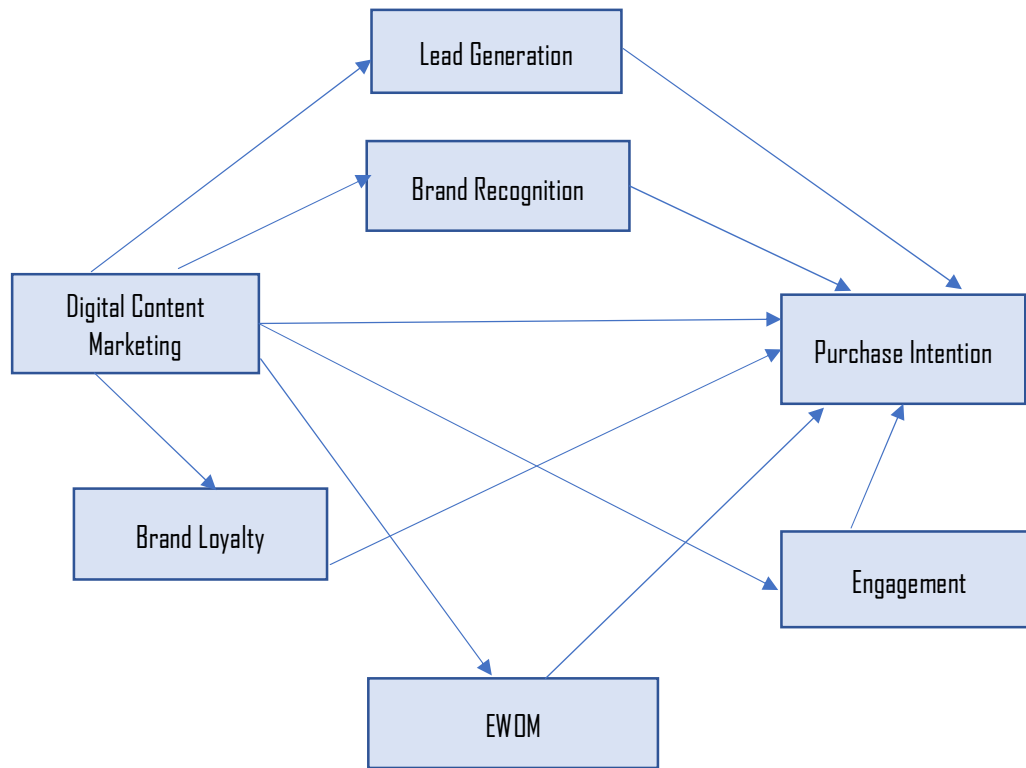 Lead Generation
Brand Recognition
Digital Content
Marketing
Purchase Intention
Brand Loyalty
Engagement
EWOM